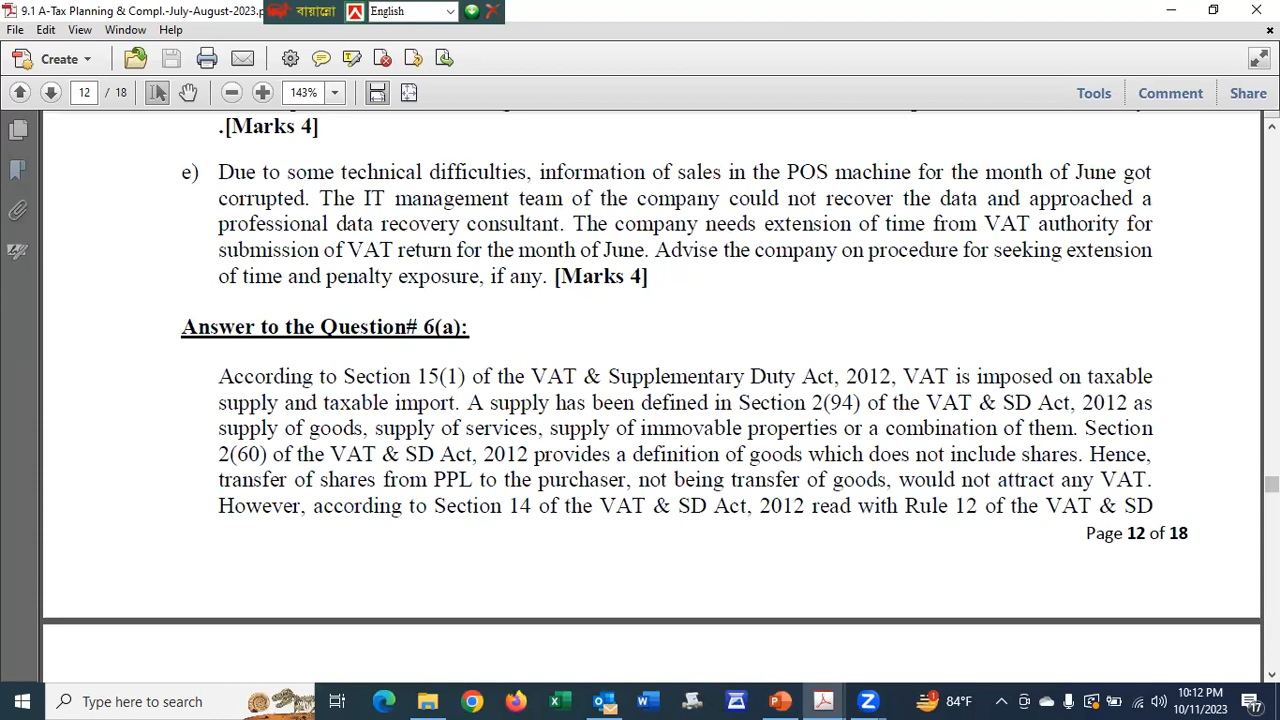 9.1 A-Tax Planning & Compl.-July-August-2023.p
বায়ান্নো
English
File Edit View Window Help
Create
12 / 18
143%
Tools Comment Share
.[Marks 4]
e) Due to some technical difficulties, information of sales in the POS machine for the month of June got
corrupted. The IT management team of the company could not recover the data and approached a
professional data recovery consultant. The company needs extension of time from VAT authority for
submission of VAT return for the month of June. Advise the company on procedure for seeking extension
of time and penalty exposure, if any. [Marks 4]
Answer to the Question# 6(a):
According to Section 15(1) of the VAT & Supplementary Duty Act, 2012, VAT is imposed on taxable
supply and taxable import. A supply has been defined in Section 2(94) of the VAT & SD Act, 2012 as
supply of goods, supply of services, supply of immovable properties or a combination of them. Section
2(60) of the VAT & SD Act, 2012 provides a definition of goods which does not include shares. Hence,
transfer of shares from PPL to the purchaser, not being transfer of goods, would not attract any VAT.
However, according to Section 14 of the VAT & SD Act, 2012 read with Rule 12 of the VAT & SD
Page 12 of 18
Type here to search
1
84°F
10:12 PM
10/11/2023
17